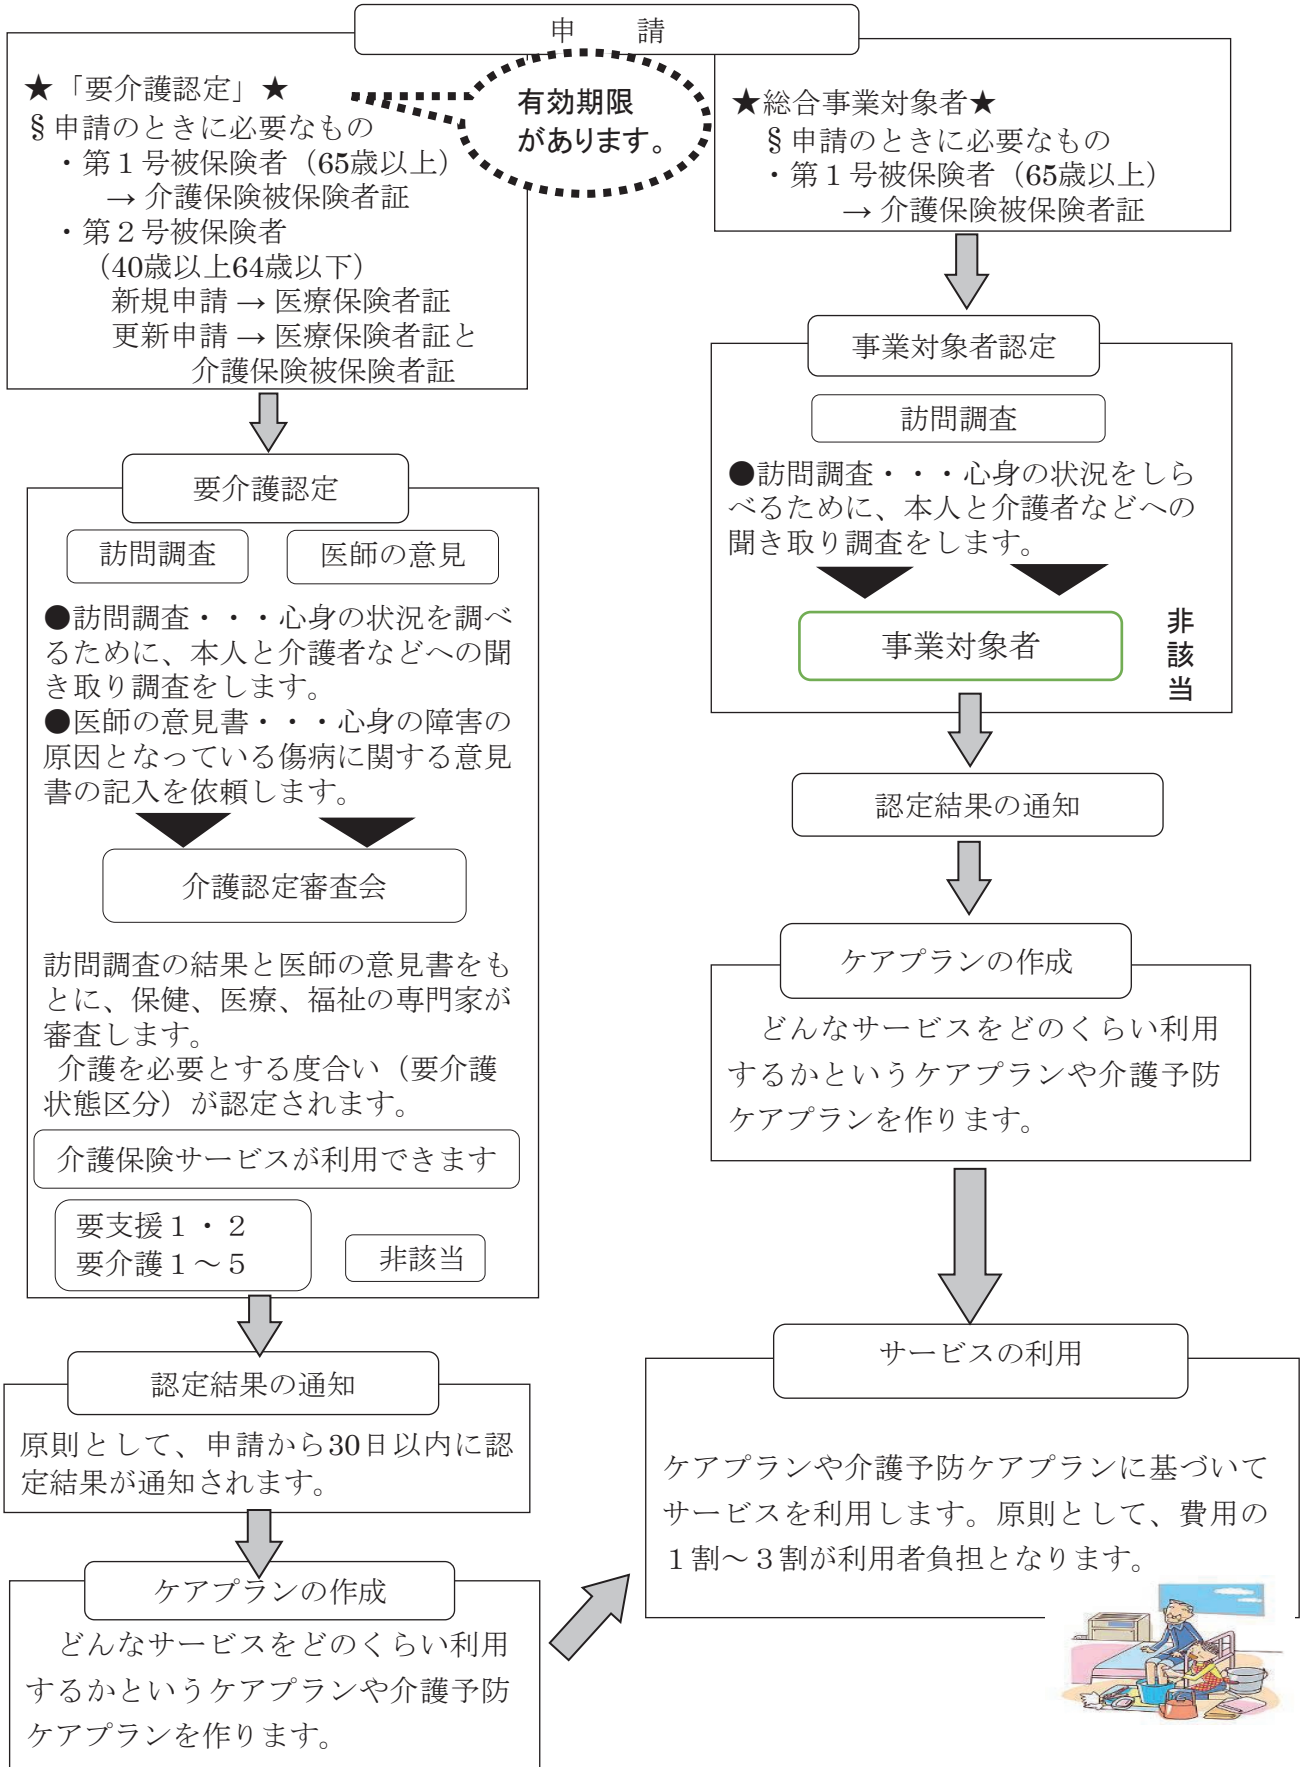 申　　請
★「要介護認定」★
§申請のときに必要なもの
・第１号被保険者（65歳以上）
→ 介護保険被保険者証
・第２号被保険者
（40歳以上64歳以下）
新規申請 → 医療保険者証
更新申請 → 医療保険者証と
介護保険被保険者証
有効期限
があります。
★総合事業対象者★
§申請のときに必要なもの
・第１号被保険者（65歳以上）
→ 介護保険被保険者証
要介護認定
訪問調査
医師の意見
●訪問調査・・・心身の状況を調べ
るために、本人と介護者などへの聞
き取り調査をします。
●医師の意見書・・・心身の障害の
原因となっている傷病に関する意見
書の記入を依頼します。
介護認定審査会
訪問調査の結果と医師の意見書をも
とに、保健、医療、福祉の専門家が
審査します。
介護を必要とする度合い（要介護
状態区分）が認定されます。
介護保険サービスが利用できます
要支援１・２
要介護１～５
非該当
認定結果の通知
原則として、申請から30日以内に認
定結果が通知されます。
ケアプランの作成
どんなサービスをどのくらい利用
するかというケアプランや介護予防
ケアプランを作ります。
事業対象者認定
訪問調査
●訪問調査・・・心身の状況をしら
べるために、本人と介護者などへの
聞き取り調査をします。
事業対象者
非該当
認定結果の通知
ケアプランの作成
どんなサービスをどのくらい利用
するかというケアプランや介護予防
ケアプランを作ります。
サービスの利用
ケアプランや介護予防ケアプランに基づいて
サービスを利用します。原則として、費用の
１割～３割が利用者負担となります。